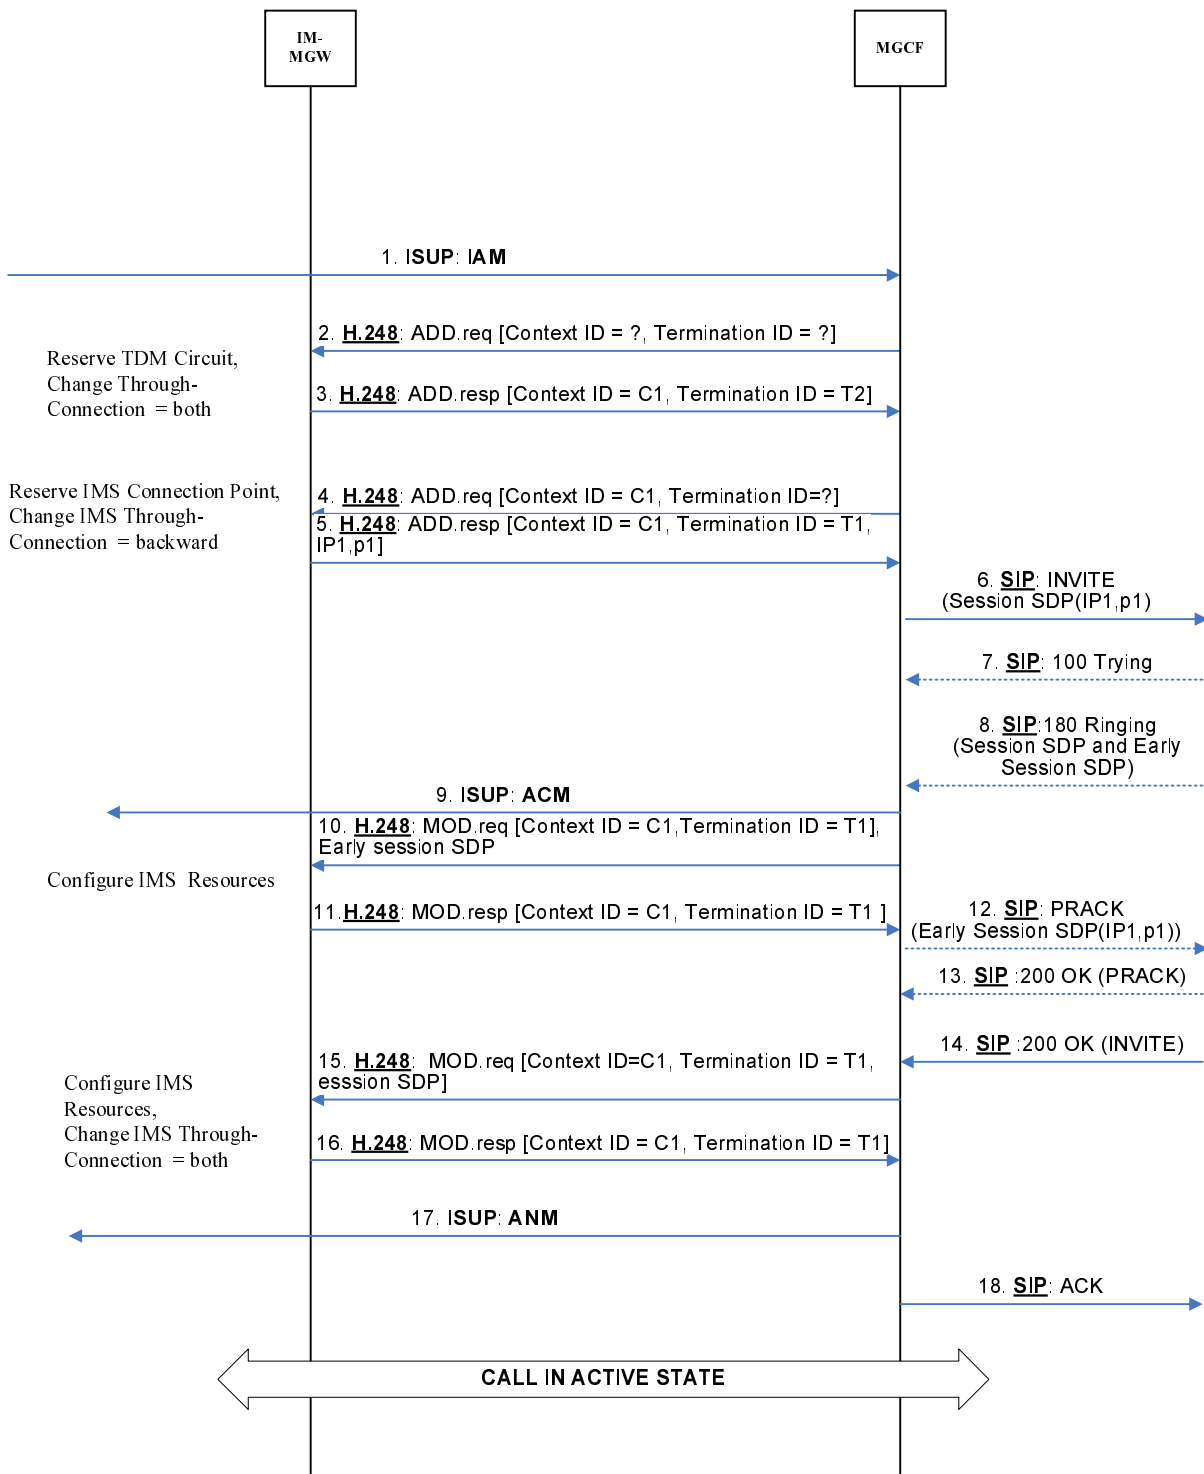 IM-
MGW
MGCF
1. ISUP: IAM
2. H.248: ADD.req [Context ID = ?, Termination ID = ?]
Reserve TDM Circuit,
Change Through-
Connection = both
3. H.248: ADD.resp [Context ID = C1, Termination ID = T2]
Reserve IMS Connection Point,
Change IMS Through-
Connection = backward
4. H.248: ADD.req [Context ID = C1, Termination ID=?]
5. H.248: ADD.resp [Context ID = C1, Termination ID = T1,
IP1,p1]
6. SIP: INVITE
(Session SDP(IP1,p1)
7. SIP: 100 Trying
8. SIP:180 Ringing
(Session SDP and Early
Session SDP)
9. ISUP: ACM
10. H.248: MOD.req [Context ID = C1,Termination ID = T1],
Early session SDP
Configure IMS Resources
11.H.248: MOD.resp [Context ID = C1, Termination ID = T1 ]
12. SIP: PRACK
(Early Session SDP(IP1,p1))
13. SIP :200 OK (PRACK)
14. SIP :200 OK (INVITE)
15. H.248: MOD.req [Context ID=C1, Termination ID = T1,
esssion SDP]
Configure IMS
Resources,
Change IMS Through-
Connection = both
16. H.248: MOD.resp [Context ID = C1, Termination ID = T1]
17. ISUP: ANM
18. SIP: ACK
CALL IN ACTIVE STATE